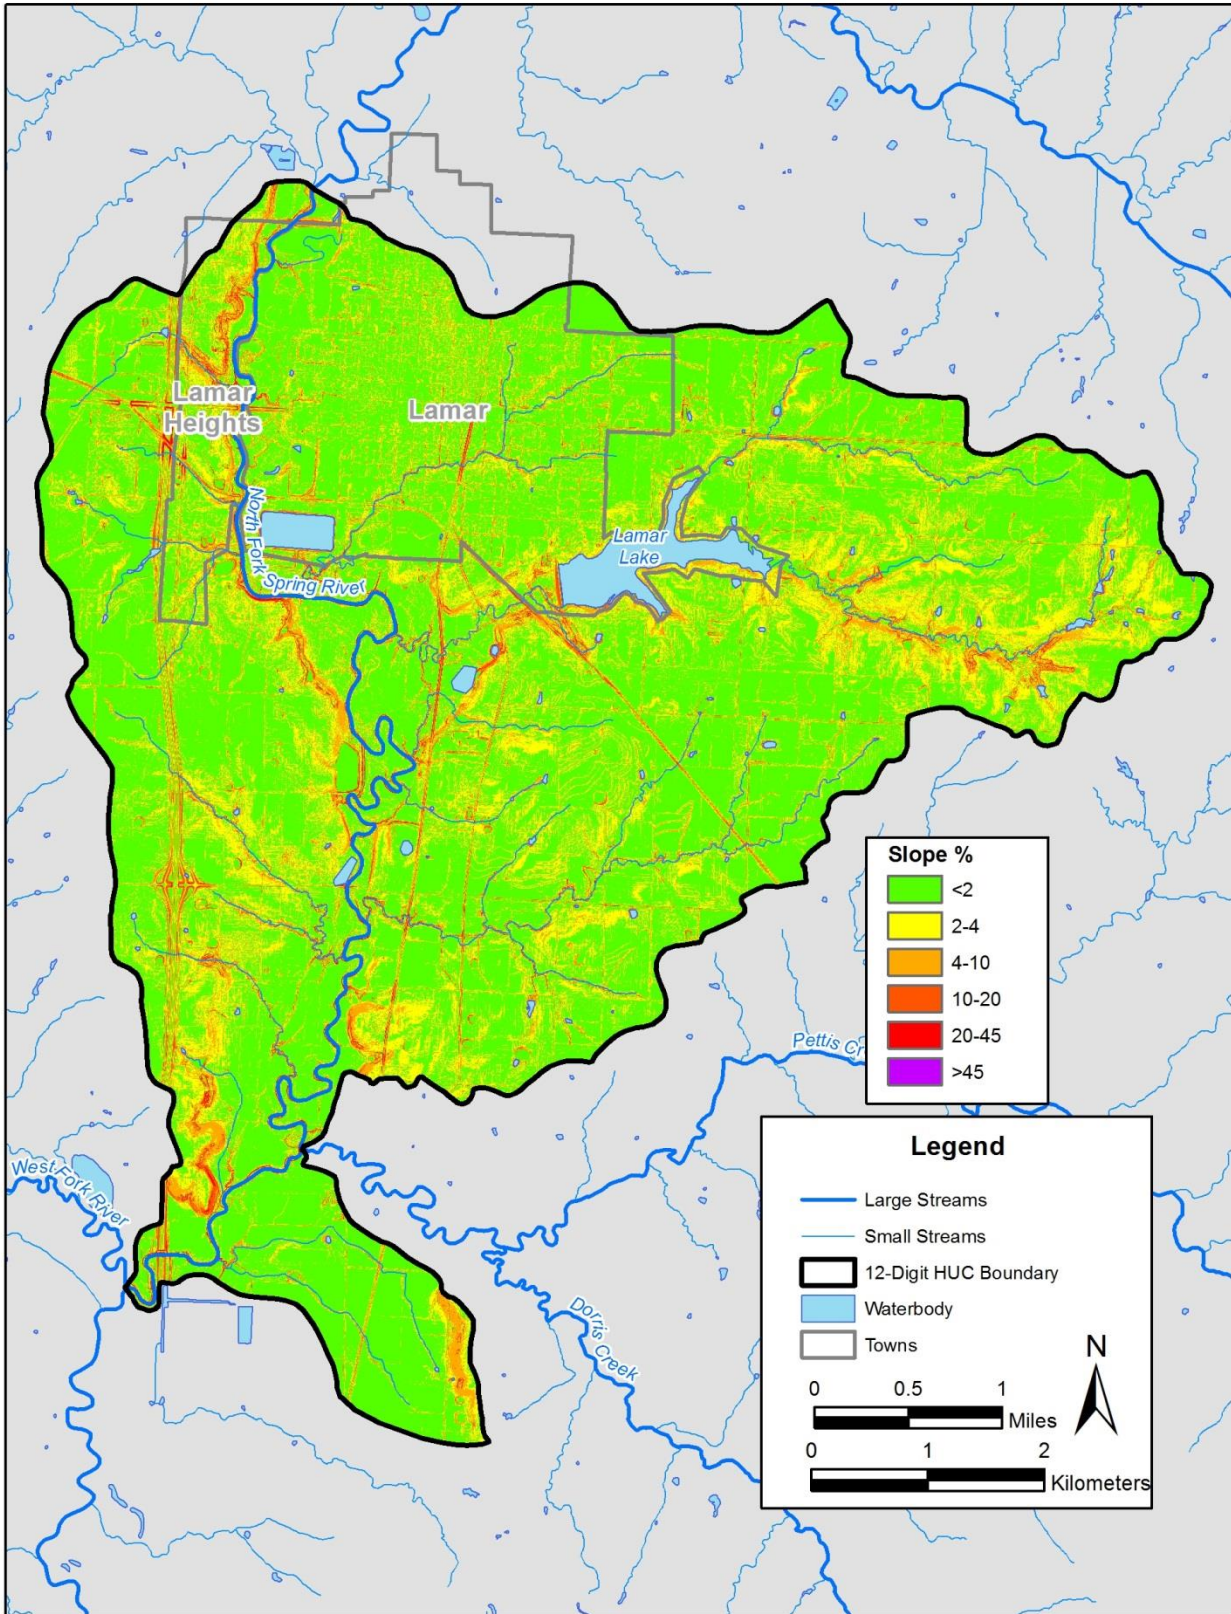 Lamar
Heights
Lamar
North Fork Spring River
Lamar
Lake
Slope %
<2
2-4
4-10
10-20
20-45
>45
Pettis
West Fork River
Dorris Creek
Legend
Large Streams
Small Streams
12-Digit HUC Boundary
Waterbody
Towns
N
0 0.5 1
Miles
0 1 2
Kilometers